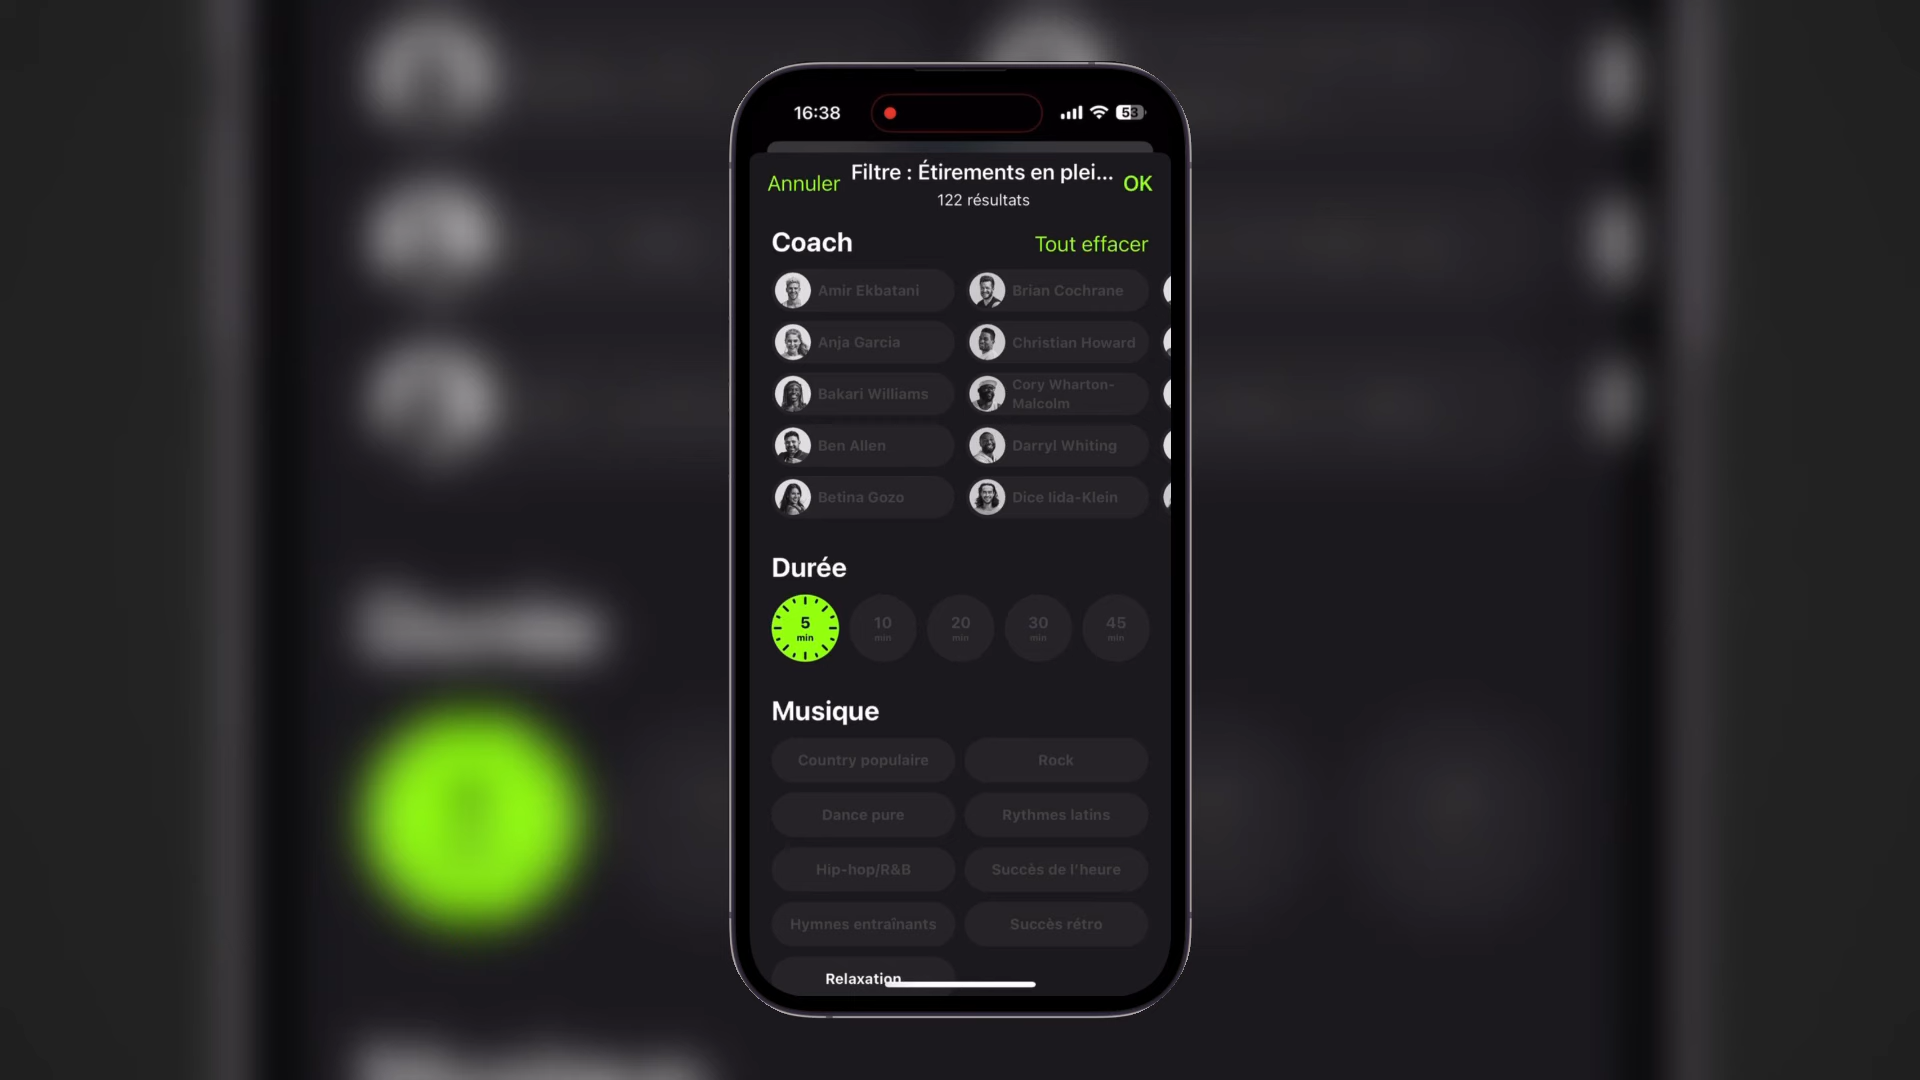 16:38
53
Annuler
Filtre : Étirements en plei...
OK
122 résultats
Coach
Tout effacer
Amir Ekbatani
Brian Cochrane
Anja Garcia
Christian Howard
Bakari Williams
Cory Wharton-
Malcolm
Ben Allen
Darryl Whiting
Betina Gozo
Dice Iida-Klein
Durée
5
min
10
min
20
min
30
min
45
min
Musique
Country populaire
Rock
Dance pure
Rythmes latins
Hip-hop/R&B
Succès de l'heure
Hymnes entraînants
Succès rétro
Relaxation